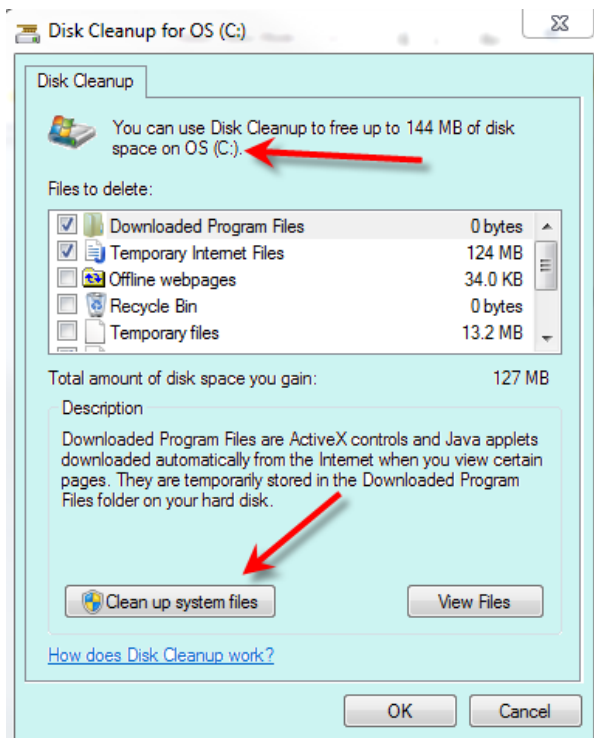 Disk Cleanup for OS (C:)
Disk Cleanup
You can use Disk Cleanup to free up to 144 MB of disk
space on OS (C:).
Files to delete:
Downloaded Program Files 0 bytes
Temporary Internet Files 124 MB
Offline webpages 34.0 KB
Recycle Bin 0 bytes
Temporary files 13.2 MB
Total amount of disk space you gain: 127 MB
Description
Downloaded Program Files are ActiveX controls and Java applets
downloaded automatically from the Internet when you view certain
pages. They are temporarily stored in the Downloaded Program
Files folder on your hard disk.
Clean up system files View Files
How does Disk Cleanup work?
OK Cancel